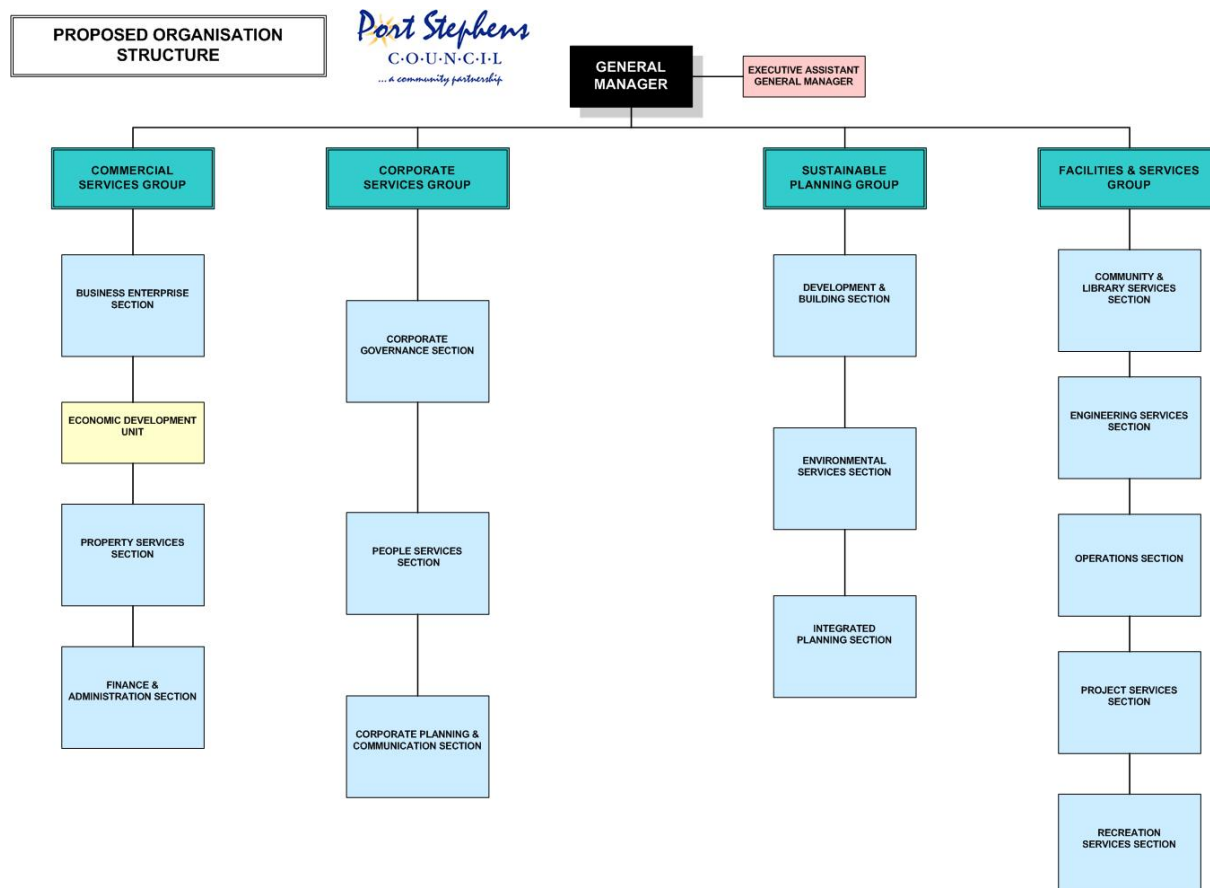 PROPOSED ORGANISATION
STRUCTURE
Port Stephens
C·O·U·N·C·I·L
... a community partnership
GENERAL
MANAGER
EXECUTIVE ASSISTANT
GENERAL MANAGER
COMMERCIAL
SERVICES GROUP
CORPORATE
SERVICES GROUP
SUSTAINABLE
PLANNING GROUP
FACILITIES & SERVICES
GROUP
BUSINESS ENTERPRISE
SECTION
ECONOMIC DEVELOPMENT
UNIT
PROPERTY SERVICES
SECTION
FINANCE &
ADMINISTRATION SECTION
CORPORATE
GOVERNANCE SECTION
PEOPLE SERVICES
SECTION
CORPORATE PLANNING &
COMMUNICATION SECTION
DEVELOPMENT &
BUILDING SECTION
ENVIRONMENTAL
SERVICES SECTION
INTEGRATED
PLANNING SECTION
COMMUNITY &
LIBRARY SERVICES
SECTION
ENGINEERING SERVICES
SECTION
OPERATIONS SECTION
PROJECT SERVICES
SECTION
RECREATION
SERVICES SECTION